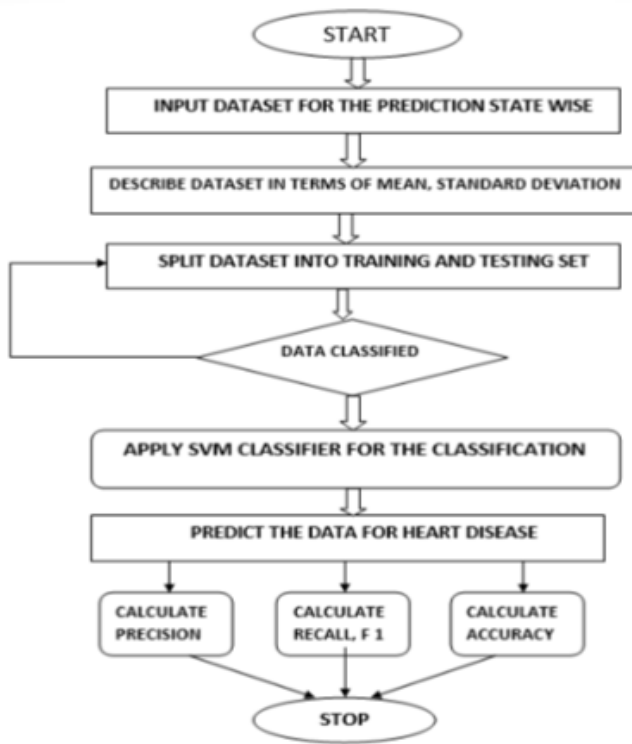 START
INPUT DATASET FOR THE PREDICTION STATE WISE
DESCRIBE DATASET IN TERMS OF MEAN, STANDARD DEVIATION
SPLIT DATASET INTO TRAINING AND TESTING SET
DATA CLASSIFIED
APPLY SVM CLASSIFIER FOR THE CLASSIFICATION
PREDICT THE DATA FOR HEART DISEASE
CALCULATE
PRECISION
CALCULATE
RECALL, F 1
CALCULATE
ACCURACY
STOP